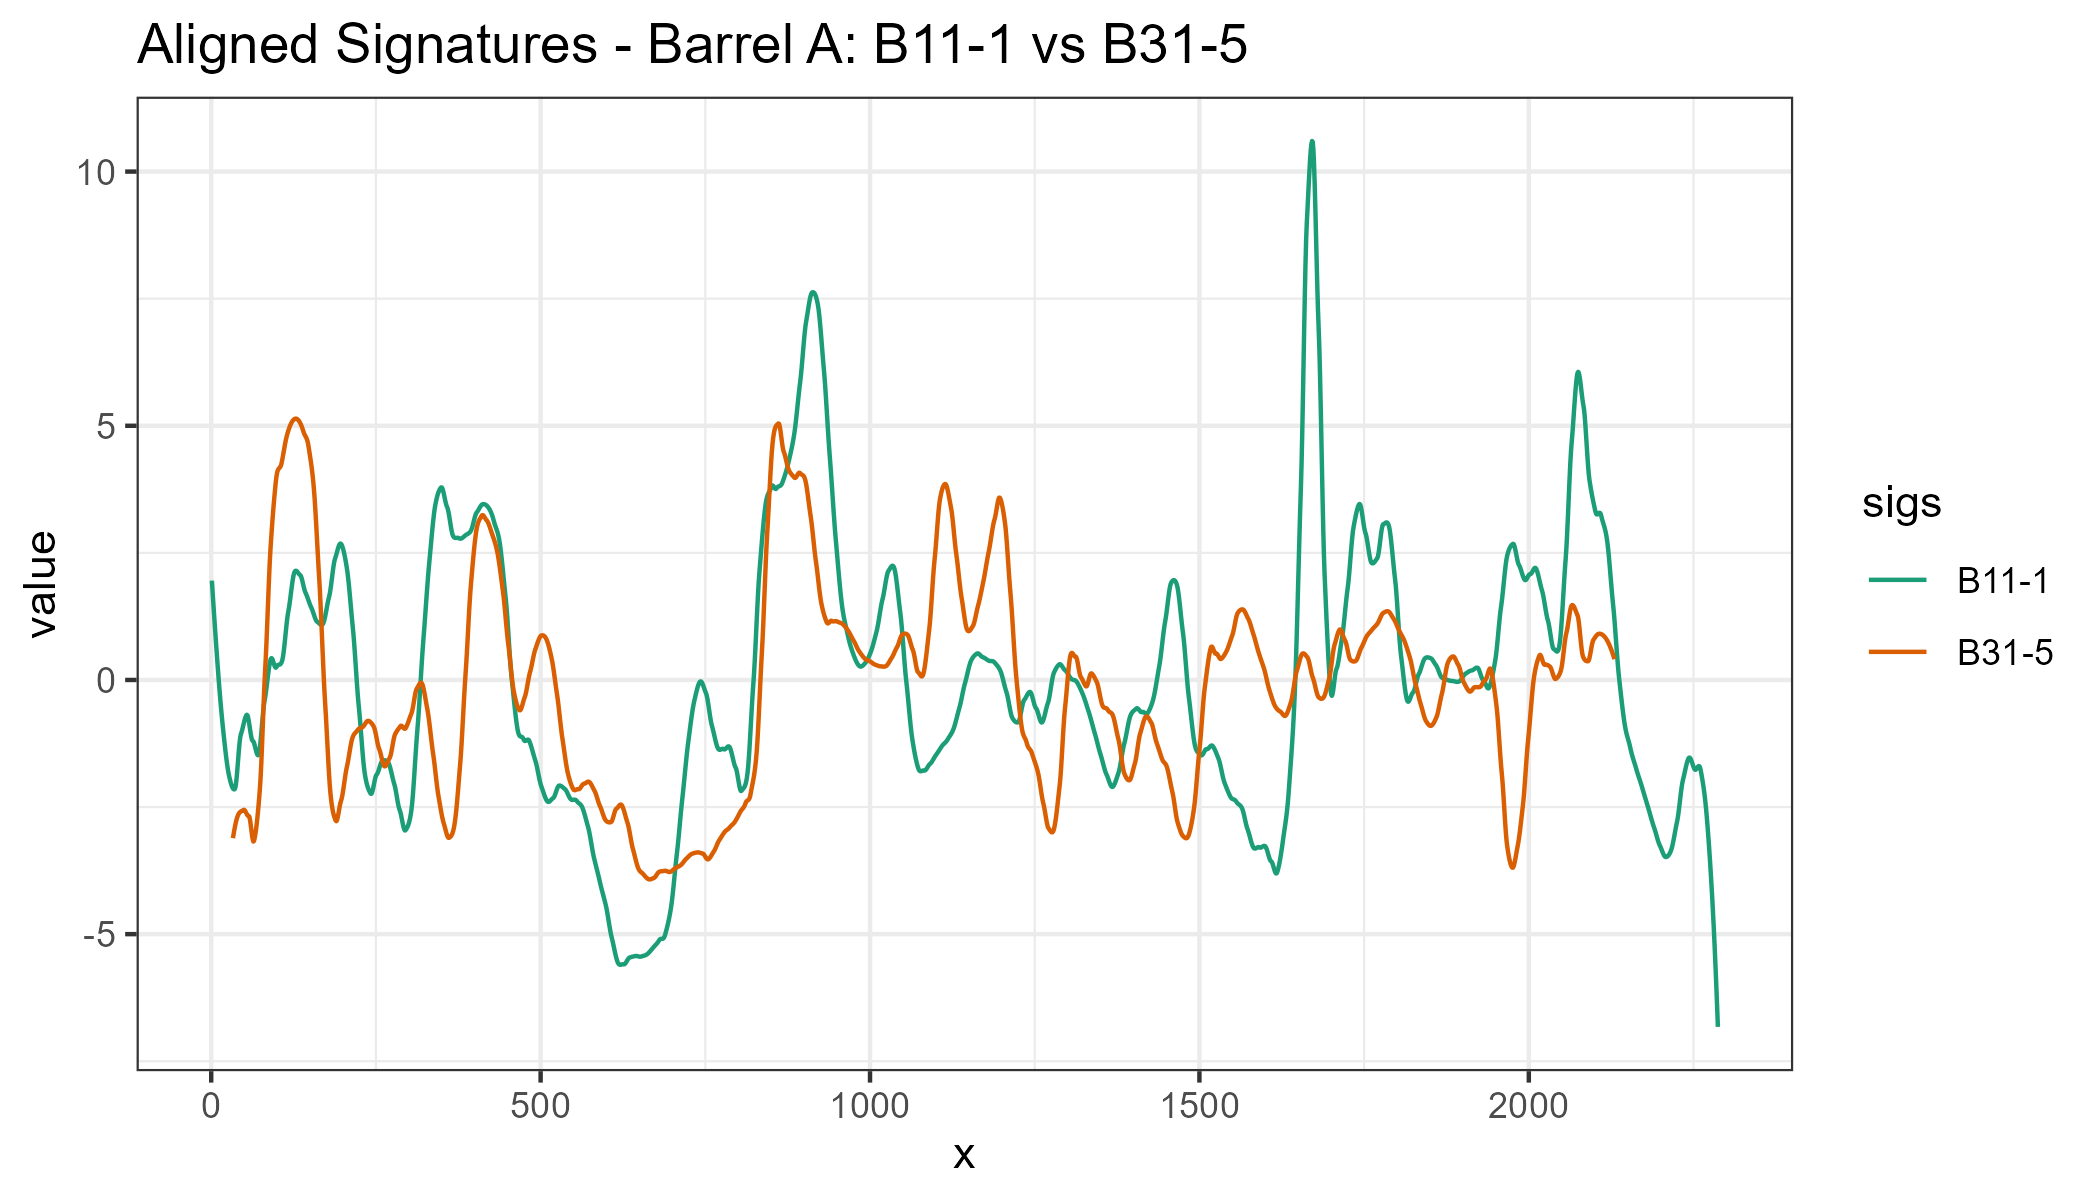 Aligned Signatures - Barrel A: B11-1 vs B31-5
value
10
5
0
-5
0 500 1000 1500 2000
x
sigs
B11-1
B31-5